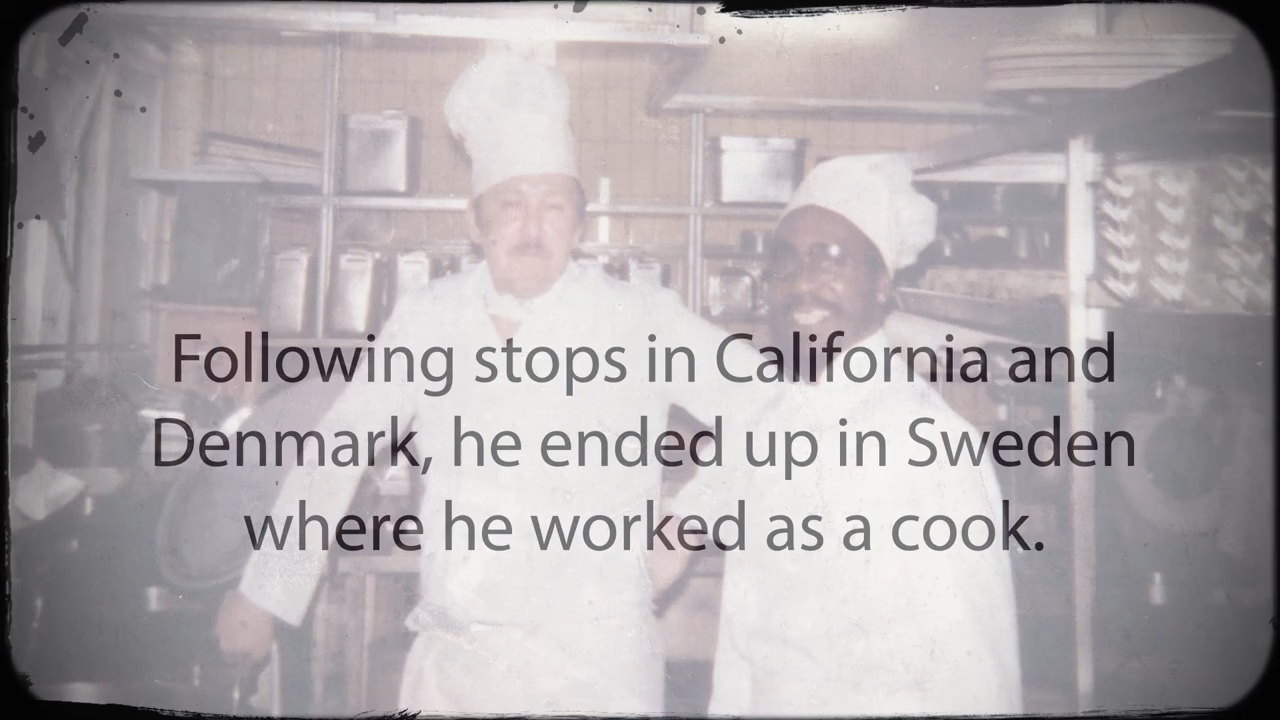 Following stops in California and
Denmark, he ended up in Sweden
where he worked as a cook.